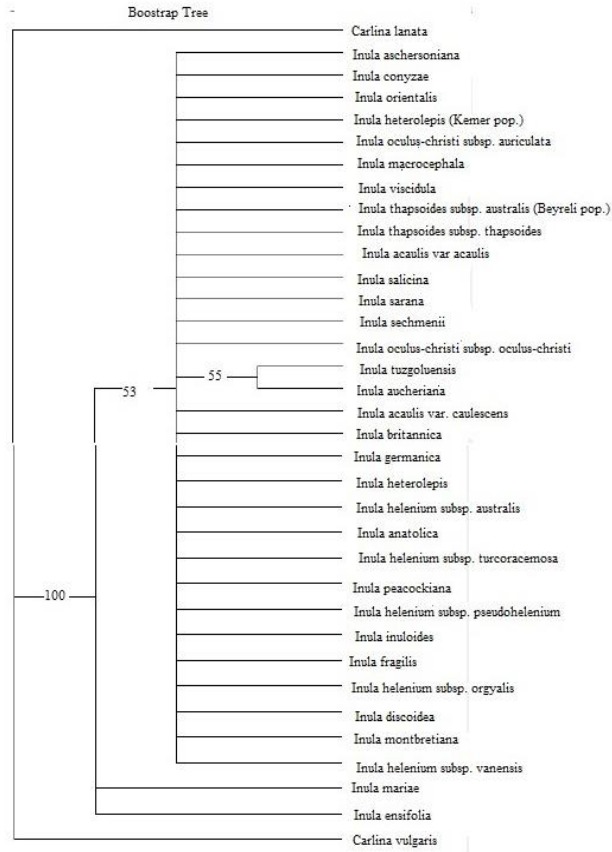 Boostrap Tree
Carlina lanata
Inula aschersoniana
Inula conyzae
Inula orientalis
Inula heterolepis (Kemer pop.)
Inula oculus-christi subsp. auriculata
Inula macrocephala
Inula viscidula
Inula thapsoides subsp. australis (Beyreli pop.)
Inula thapsoides subsp. thapsoides
Inula acaulis var acaulis
Inula salicina
Inula sarana
Inula sechmenii
Inula oculus-christi subsp. oculus-christi
Inula tuzgoluensis
55
Inula aucheriana
53
Inula acaulis var. caulescens
Inula britannica
Inula germanica
Inula heterolepis
Inula helenium subsp. australis
Inula anatolica
Inula helenium subsp. turcoracemosa
Inula peacockiana
100
Inula helenium subsp. pseudohelenium
Inula inuloides
Inula fragilis
Inula helenium subsp. orgyalis
Inula discoidea
Inula montbretiana
Inula helenium subsp. vanensis
Inula mariae
Inula ensifolia
Carlina vulgaris